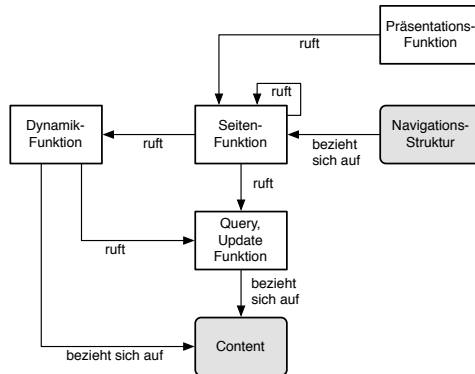 Präsentations-
Funktion
ruft
ruft
Dynamik-
Funktion
ruft
Seiten-
Funktion
bezieht
sich auf
Navigations-
Struktur
ruft
Query,
Update
Funktion
ruft
bezieht
sich auf
bezieht sich auf
Content